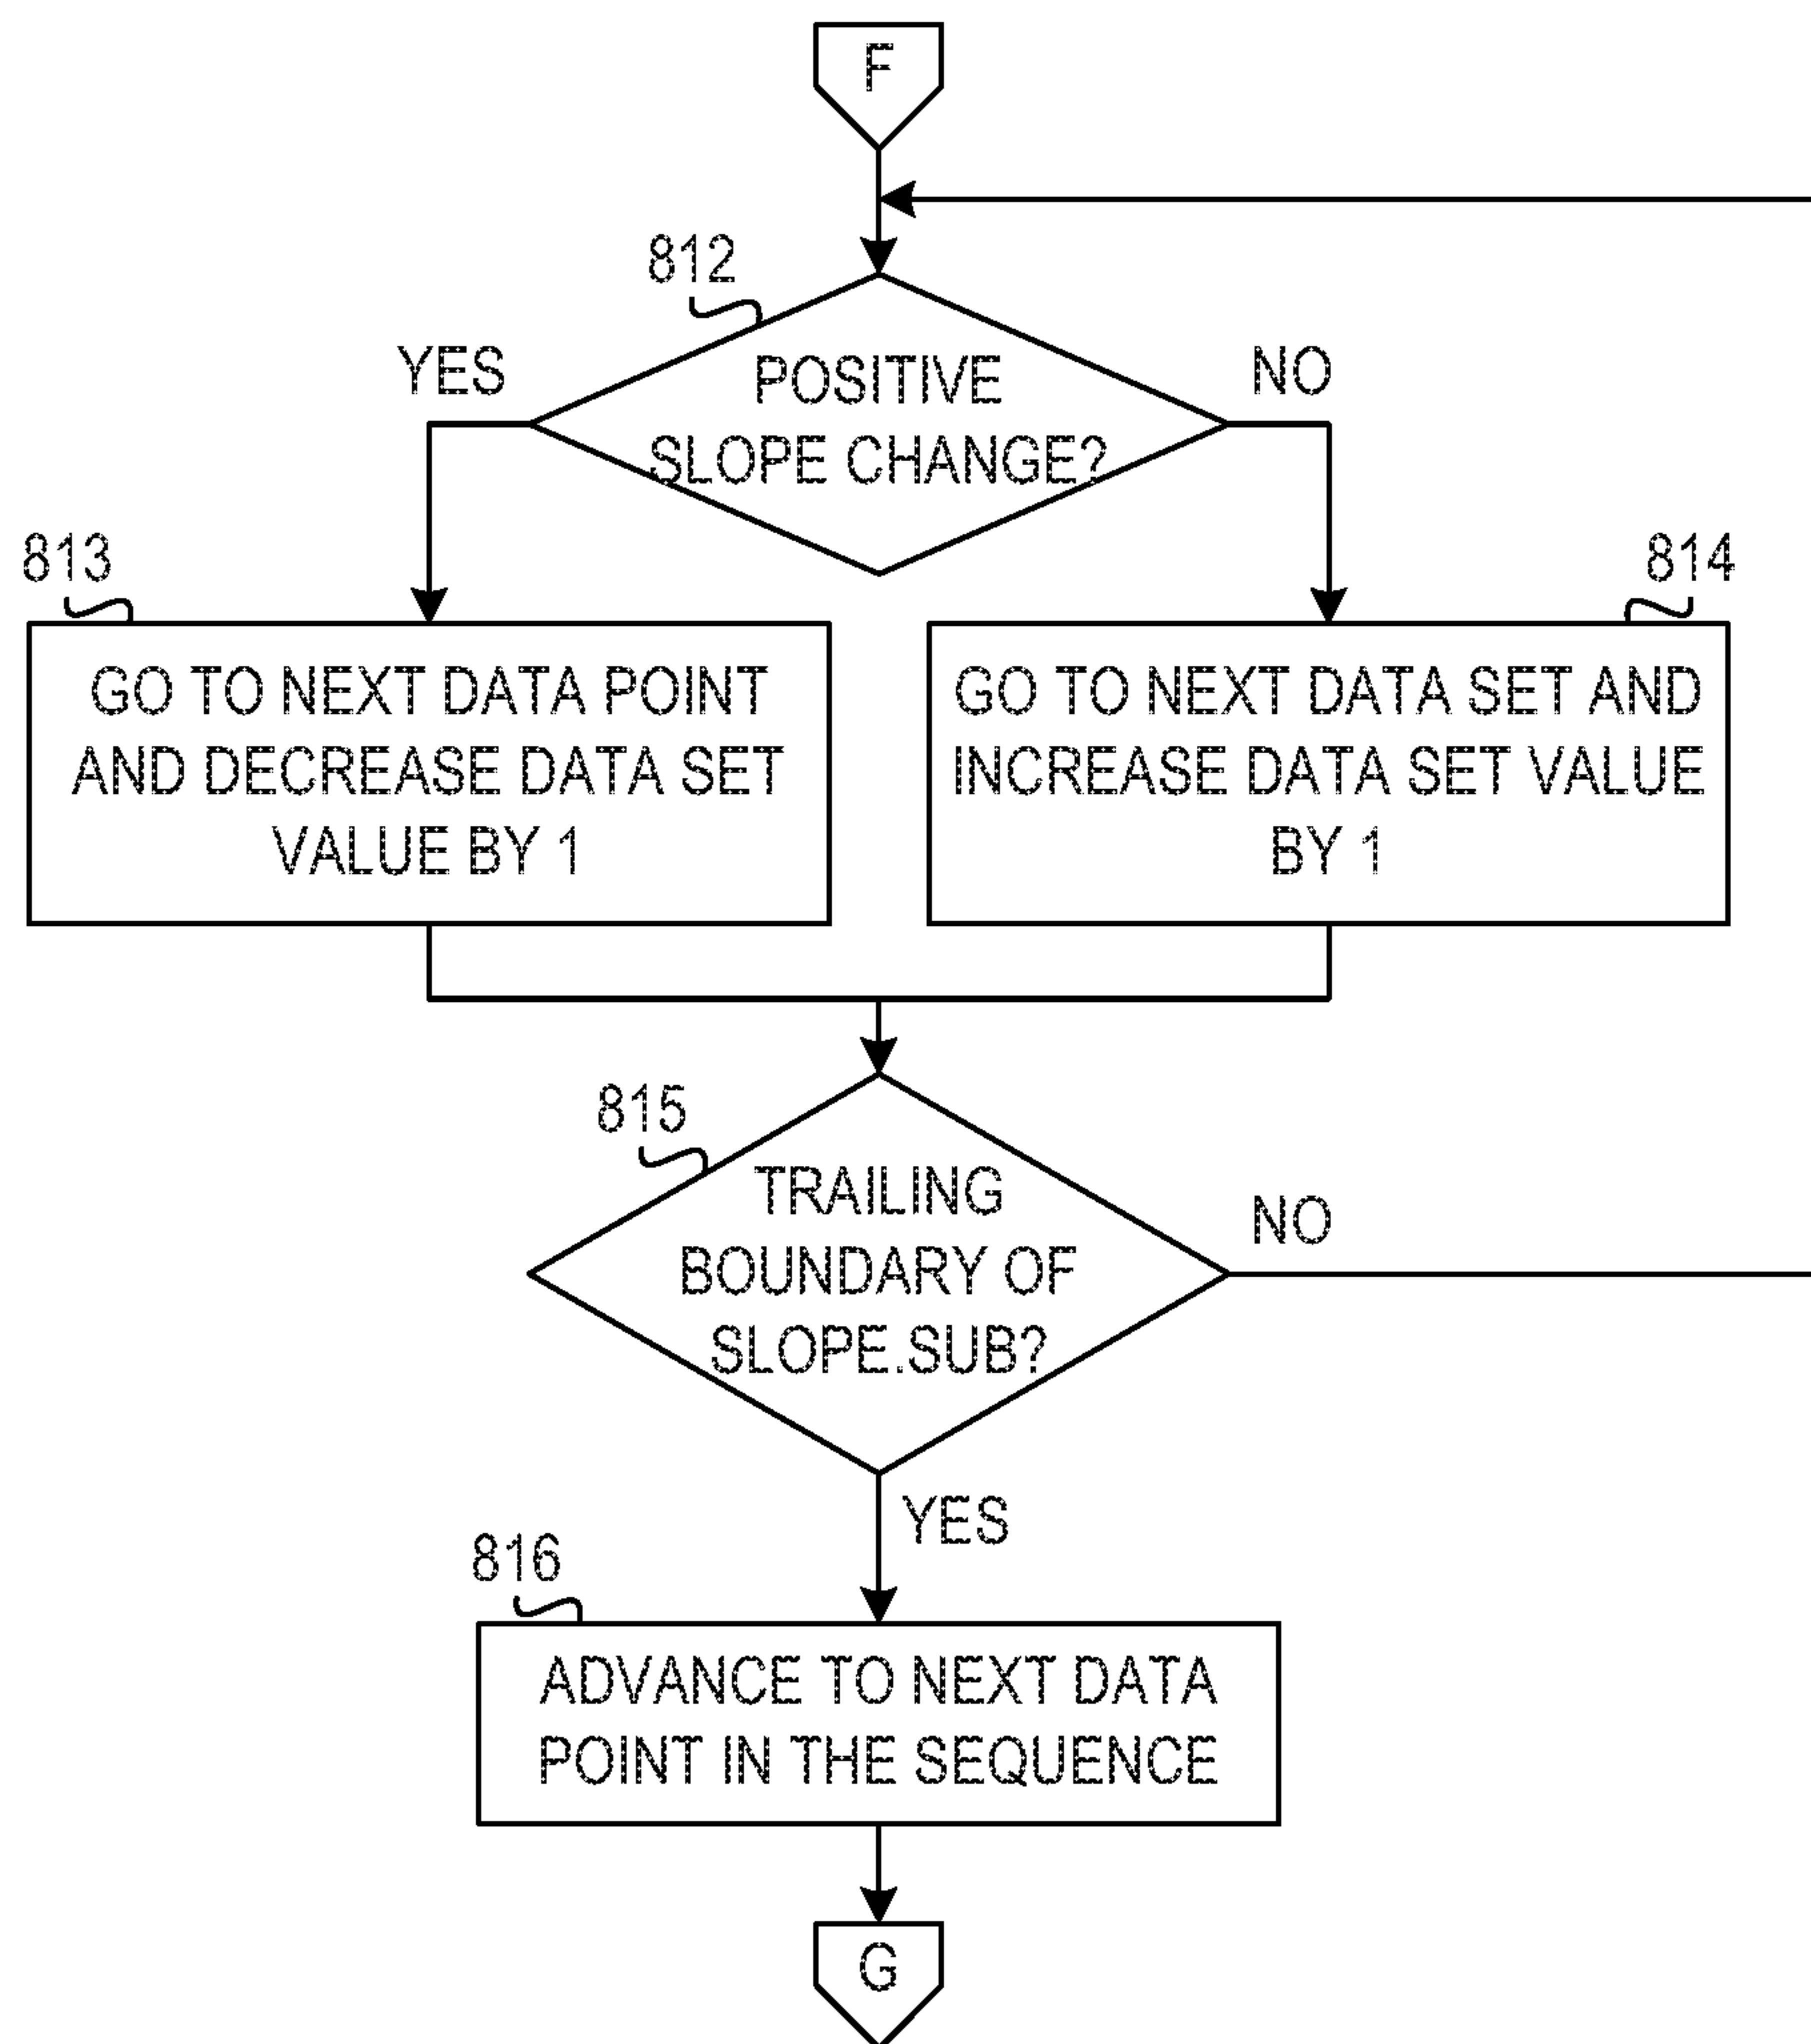 F
812
YES
NO
POSITIVE
SLOPE CHANGE?
813
814
GO TO NEXT DATA POINT
AND DECREASE DATA SET
VALUE BY 1
GO TO NEXT DATA SET AND
INCREASE DATA SET VALUE
BY 1
815
TRAILING
BOUNDARY OF
SLOPE.SUB?
NO
YES
816
ADVANCE TO NEXT DATA
POINT IN THE SEQUENCE
G